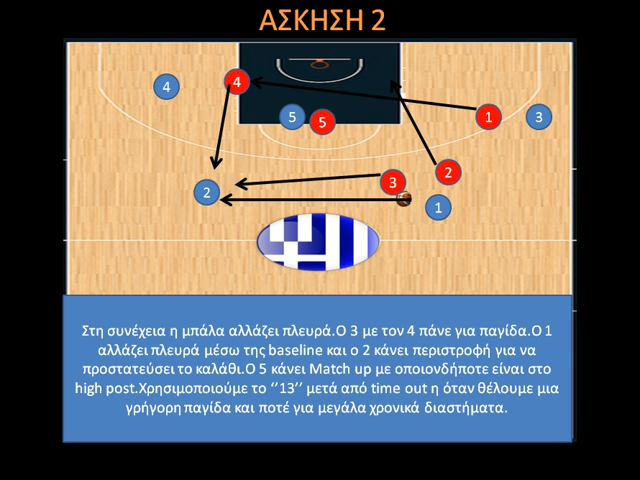 ΑΣΚΗΣΗ 2
4
4
5
5
1
3
2
3
2
1
Στη συνέχεια η μπάλα αλλάζει πλευρά.Ο 3 με τον 4 πάνε για παγίδα.Ο 1
αλλάζει πλευρά μέσω της baseline και ο 2 κάνει περιστροφή για να
προστατεύσει το καλάθι.Ο 5 κάνει Match up με οποιονδήποτε είναι στο
high post.Χρησιμοποιούμε το ‘’13’’ μετά από time out η όταν θέλουμε μια
γρήγορη παγίδα και ποτέ για μεγάλα χρονικά διαστήματα.